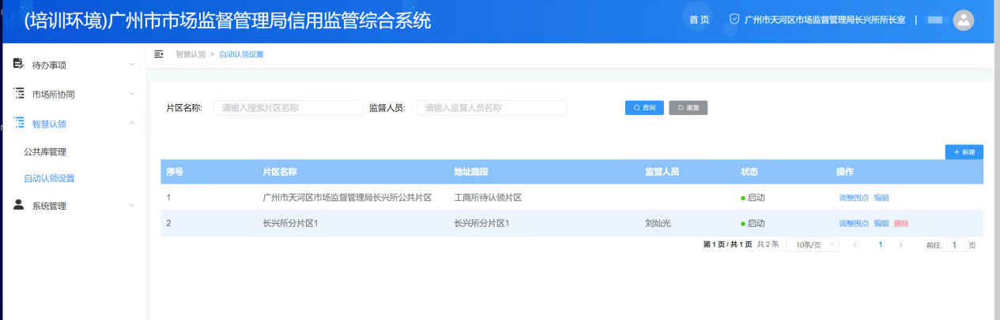 (培训环境)广州市市场监督管理局信用监管综合系统
首页
广州市天河区市场监督管理局长兴所所长室 |
待办事项
市场所协同
智慧认领
公共库管理
自动认领设置
系统管理
智慧认领 > 自动认领设置
片区名称: 请输入搜索片区名称 监督人员: 请输入监督人员名称 查询 重置
+ 新建
序号 片区名称 地址路段 监管人员 状态 操作
1 广州市天河区市场监督管理局长兴所公共片区 工商所待认领片区 启动 调整围点 编辑
2 长兴所分片区1 长兴所分片区1 刘灿光 启动 调整围点 编辑 删除
第1页/共1页 共2条 10条/页 < 1 > 前往 1 页